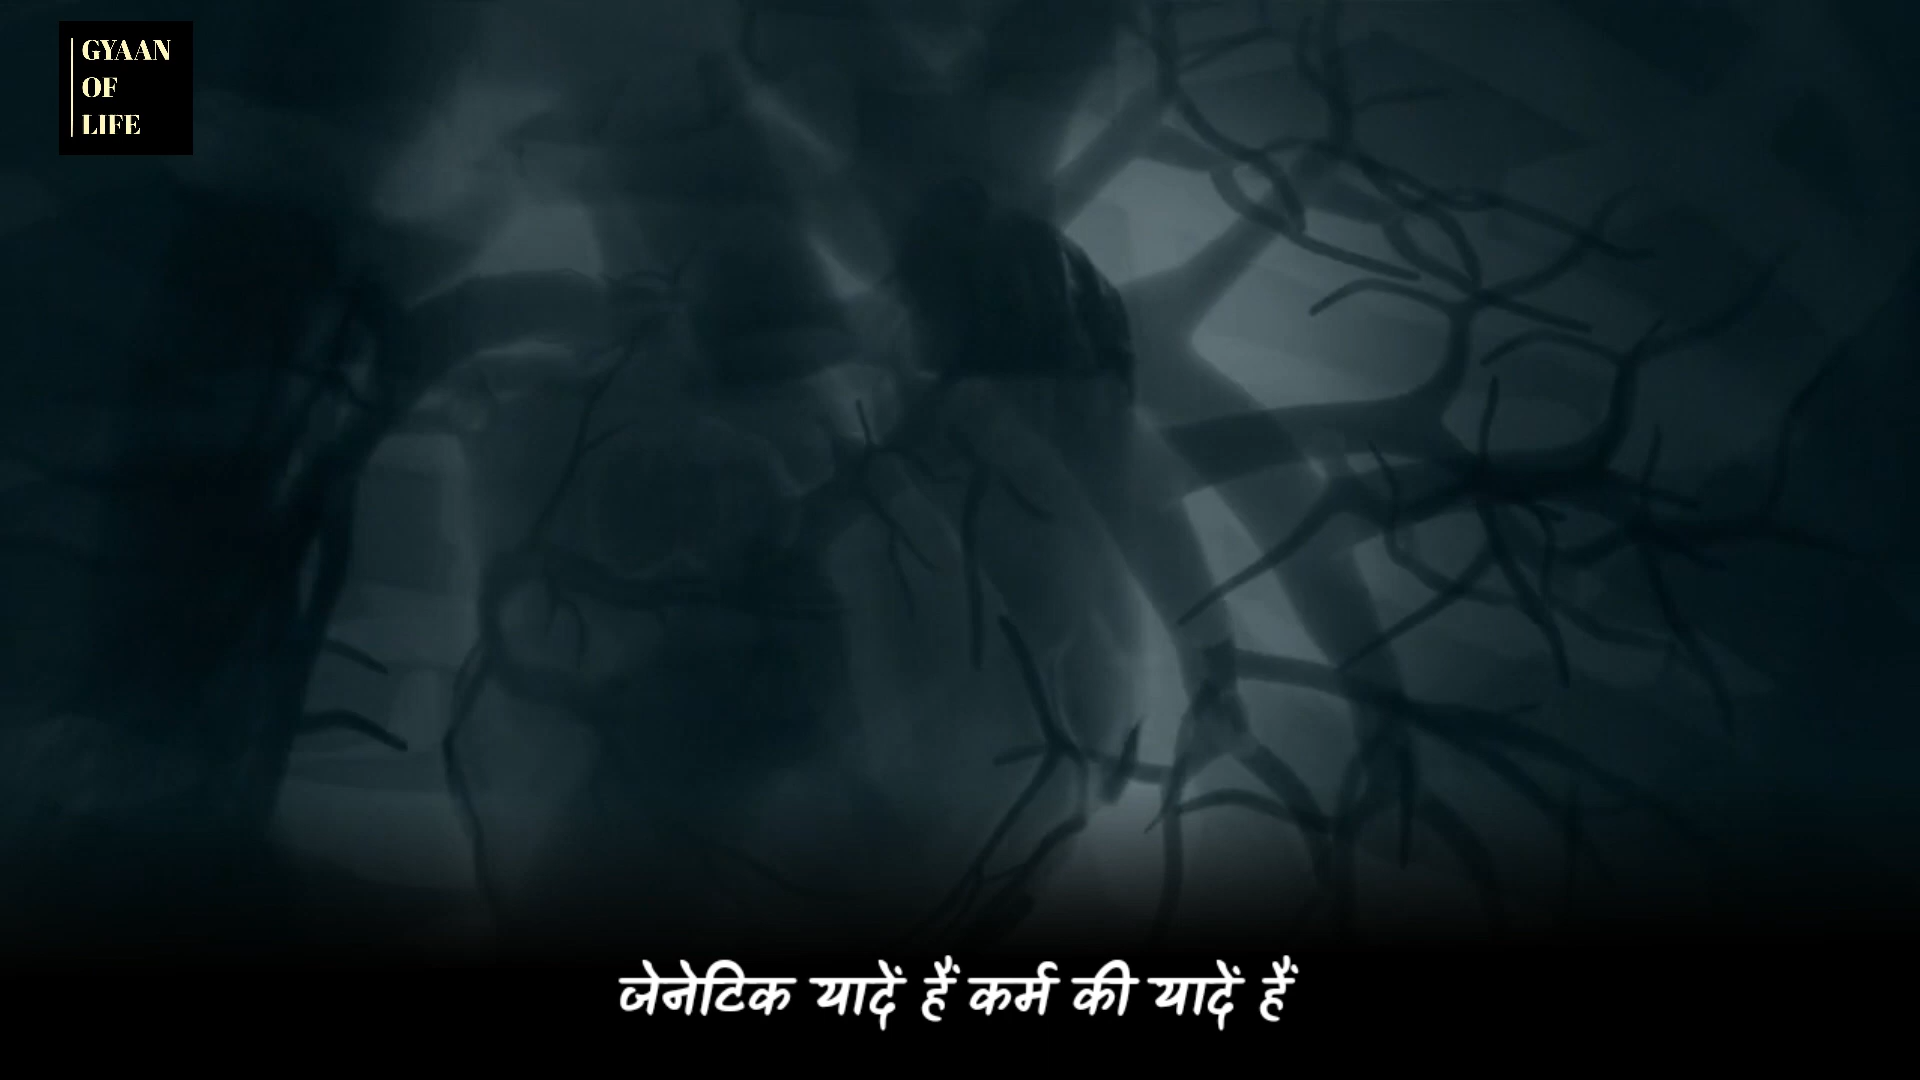 GYAAN
OF
LIFE
जेनेटिक यादें हैं कर्म की यादें हैं